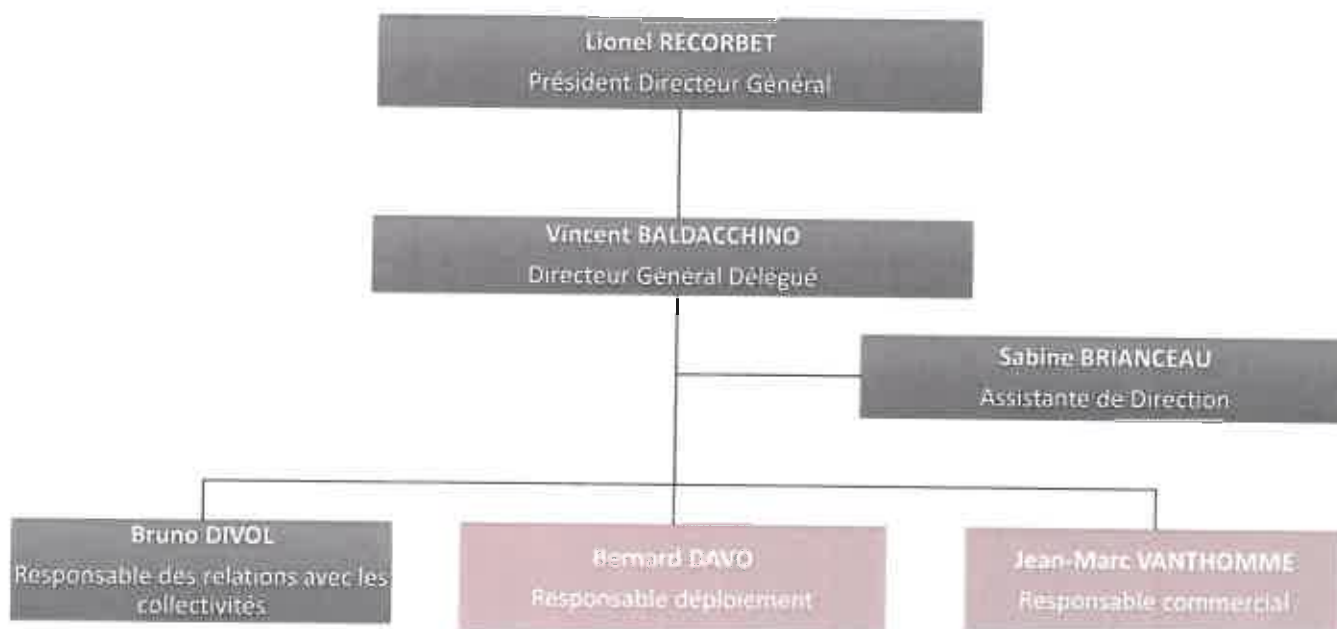 Lionel RECORBET
Président Directeur Général
Vincent BALDACCHINO
Directeur Général Délégué
Sabine BRIANCEAU
Assistante de Direction
Bruno DIVOL
Responsable des relations avec les
collectivités
Bernard DAVO
Responsable déploiement
Jean-Marc VANTHOMME
Responsable commercial